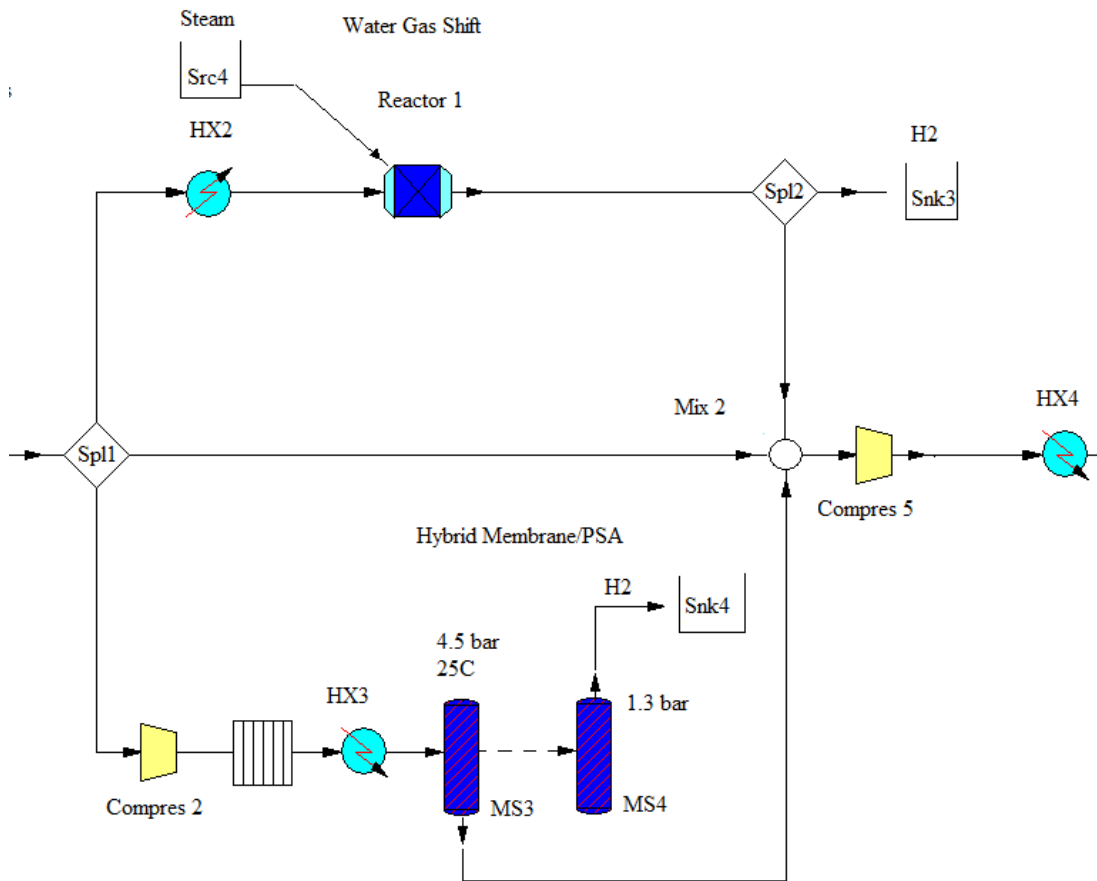 Steam
Water Gas Shift
Src4
s
Reactor 1
HX2
H2
Spl2
Snk3
Mix 2
HX4
Spl1
Compres 5
Hybrid Membrane/PSA
H2
Snk4
4.5 bar
25C
HX3
1.3 bar
Compres 2
MS3
MS4